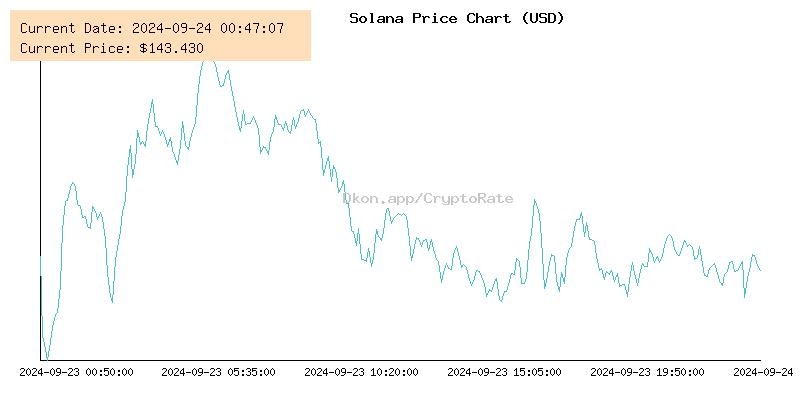 Solana Price Chart (USD)
Current Date: 2024-09-24 00:47:07
Current Price: $143.430
Dkon.app/CryptoRate
2024-09-23 00:50:00 2024-09-23 05:35:00 2024-09-23 10:20:00 2024-09-23 15:05:00 2024-09-23 19:50:00 2024-09-24